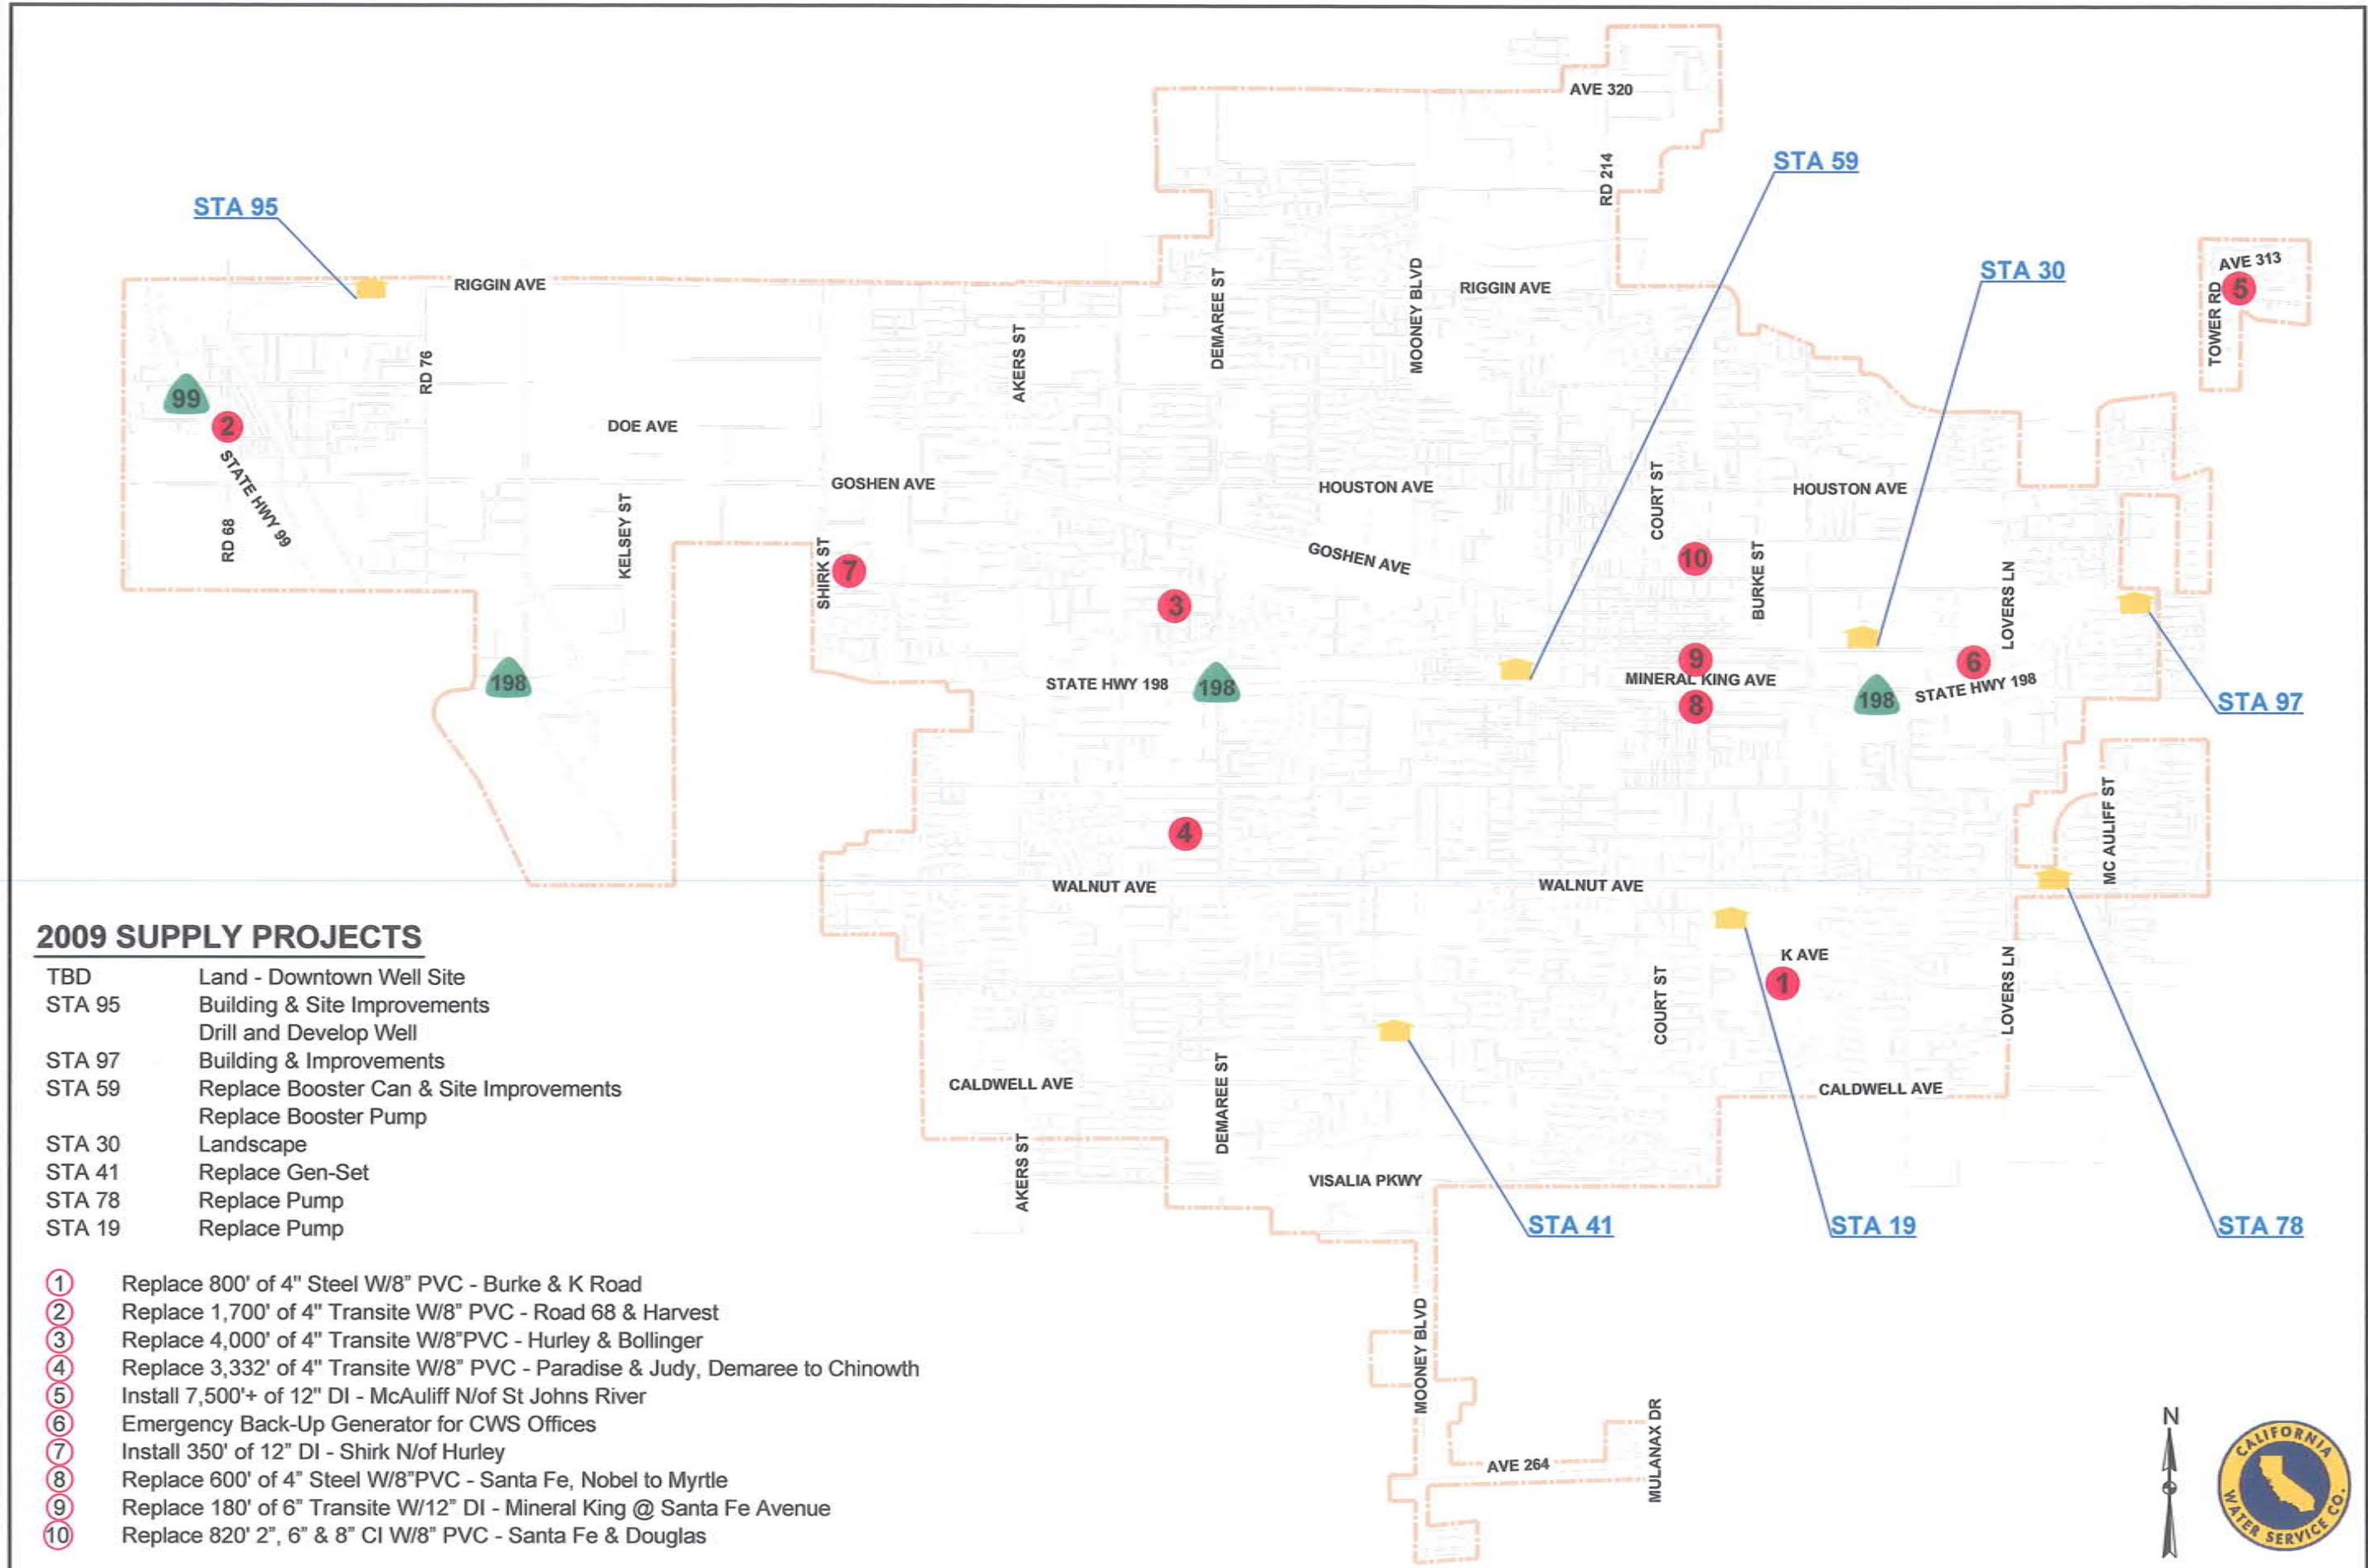 AVE 320
STA 59
RD 214
STA 95
AVE 313
STA 30
5
TOWER RD
RIGGIN AVE
RIGGIN AVE
DEMAREE ST
MOONEY BLVD
AKERS ST
RD 76
99
2
DOE AVE
STATE HWY 99
GOSHEN AVE
HOUSTON AVE
COURT ST
HOUSTON AVE
RD 68
KELSEY ST
SHIRK ST
7
GOSHEN AVE
10
BURKE ST
LOVERS LN
3
9
6
198
STATE HWY 198
198
MINERAL KING AVE
8
198
STATE HWY 198
STA 97
4
MC AULIFF ST
WALNUT AVE
WALNUT AVE
K AVE
1
COURT ST
LOVERS LN
CALDWELL AVE
DEMAREE ST
CALDWELL AVE
AKERS ST
VISALIA PKWY
STA 41
STA 19
STA 78
MOONEY BLVD
MULANAX DR
AVE 264
2009 SUPPLY PROJECTS
TBD Land - Downtown Well Site
STA 95 Building & Site Improvements
Drill and Develop Well
STA 97 Building & Improvements
STA 59 Replace Booster Can & Site Improvements
Replace Booster Pump
STA 30 Landscape
STA 41 Replace Gen-Set
STA 78 Replace Pump
STA 19 Replace Pump
1 Replace 800' of 4" Steel W/8" PVC - Burke & K Road
2 Replace 1,700' of 4" Transite W/8" PVC - Road 68 & Harvest
3 Replace 4,000' of 4" Transite W/8"PVC - Hurley & Bollinger
4 Replace 3,332' of 4" Transite W/8" PVC - Paradise & Judy, Demaree to Chinowth
5 Install 7,500'+ of 12" DI - McAuliff N/of St Johns River
6 Emergency Back-Up Generator for CWS Offices
7 Install 350' of 12" DI - Shirk N/of Hurley
8 Replace 600' of 4" Steel W/8"PVC - Santa Fe, Nobel to Myrtle
9 Replace 180' of 6" Transite W/12" DI - Mineral King @ Santa Fe Avenue
10 Replace 820' 2", 6" & 8" CI W/8" PVC - Santa Fe & Douglas
N
CALIFORNIA
WATER SERVICE CO.